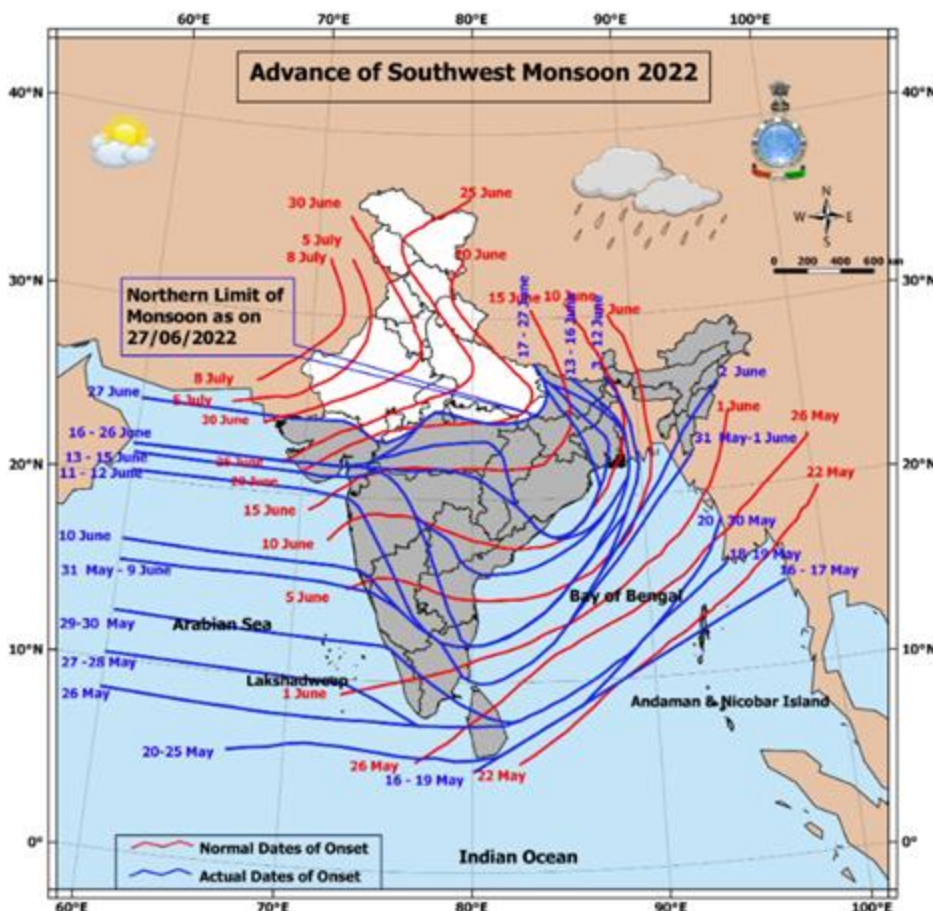 60°E 70°E 80°E 90°E 100°E
Advance of Southwest Monsoon 2022
40°N 40°N
N
W E
S
0 200 400 600 km
30 June
25 June
5 July
8 July
30°N 30°N
Northern Limit of
Monsoon as on
27/06/2022
15 June
10 June
17 - 27 June
13 - 16 June
12 June
8 July
27 June
30 June
2 June
1 June
26 May
16 - 26 June
31 May-1 June
13 - 15 June
20°N 20°N
11 - 12 June
22 May
15 June
20 - 30 May
10 June
10 June
18-19 May
31 May - 9 June
16 - 17 May
5 June
Bay of Bengal
29-30 May
Arabian Sea
10°N 10°N
27 -28 May
Lakshadweep
26 May
1 June
Andaman & Nicobar Island
20-25 May
26 May
16 - 19 May
22 May
0° 0°
Normal Dates of Onset
Actual Dates of Onset
Indian Ocean
60°E 70°E 80°E 90°E 100°E